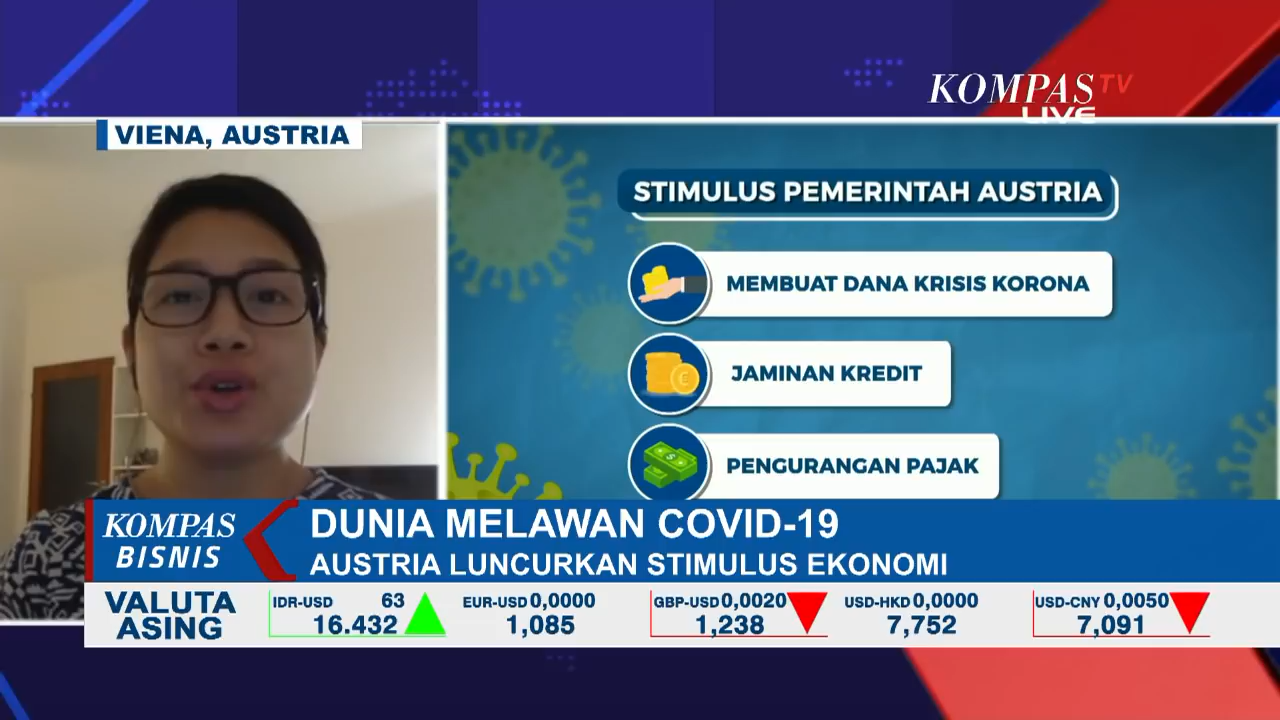 KOMPAS TV
LIVE
VIENA, AUSTRIA
STIMULUS PEMERINTAH AUSTRIA
MEMBUAT DANA KRISIS KORONA
JAMINAN KREDIT
PENGURANGAN PAJAK
KOMPAS
BISNIS
DUNIA MELAWAN COVID-19
AUSTRIA LUNCURKAN STIMULUS EKONOMI
VALUTA
ASING
IDR-USD 63
16.432
EUR-USD 0,0000
1,085
GBP-USD 0,0020
1,238
USD-HKD 0,0000
7,752
USD-CNY 0,0050
7,091